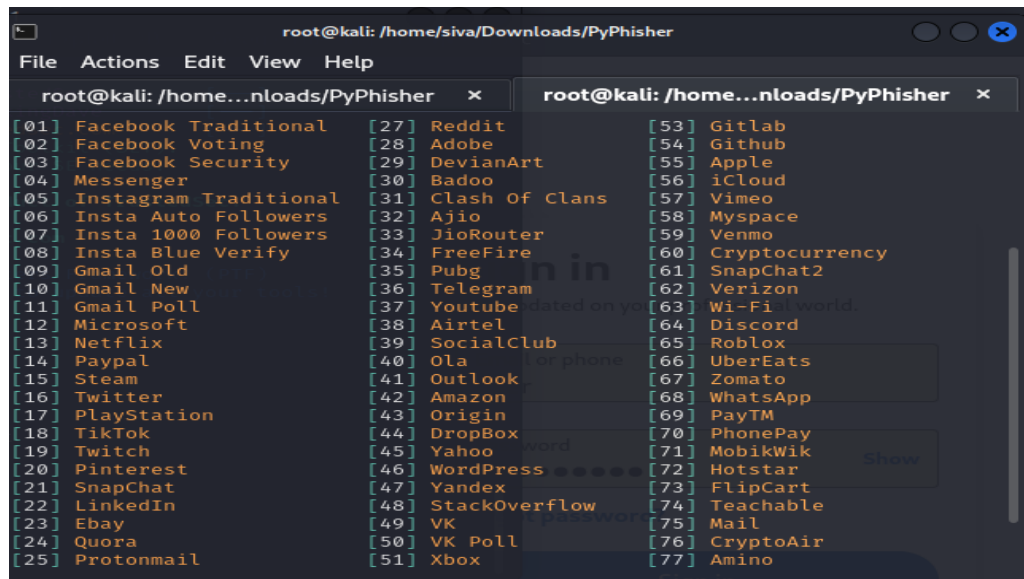 root@kali: /home/siva/Downloads/PyPhisher
File Actions Edit View Help
root@kali: /home...nloads/PyPhisher × root@kali: /home...nloads/PyPhisher ×
[01] Facebook Traditional [27] Reddit [53] Gitlab
[02] Facebook Voting [28] Adobe [54] Github
[03] Facebook Security [29] DevianArt [55] Apple
[04] Messenger [30] Badoo [56] iCloud
[05] Instagram Traditional [31] Clash Of Clans [57] Vimeo
[06] Insta Auto Followers [32] Ajio [58] Myspace
[07] Insta 1000 Followers [33] JioRouter [59] Venmo
[08] Insta Blue Verify [34] FreeFire [60] Cryptocurrency
[09] Gmail Old [35] Pubg [61] SnapChat2
[10] Gmail New [36] Telegram [62] Verizon
[11] Gmail Poll [37] Youtube [63] Wi-Fi
[12] Microsoft [38] Airtel [64] Discord
[13] Netflix [39] SocialClub [65] Roblox
[14] Paypal [40] Ola [66] UberEats
[15] Steam [41] Outlook [67] Zomato
[16] Twitter [42] Amazon [68] WhatsApp
[17] PlayStation [43] Origin [69] PayTM
[18] TikTok [44] DropBox [70] PhonePay
[19] Twitch [45] Yahoo [71] MobikWik
[20] Pinterest [46] WordPress [72] Hotstar
[21] SnapChat [47] Yandex [73] FlipCart
[22] LinkedIn [48] StackOverflow [74] Teachable
[23] Ebay [49] VK [75] Mail
[24] Quora [50] VK Poll [76] CryptoAir
[25] Protonmail [51] Xbox [77] Amino
Show